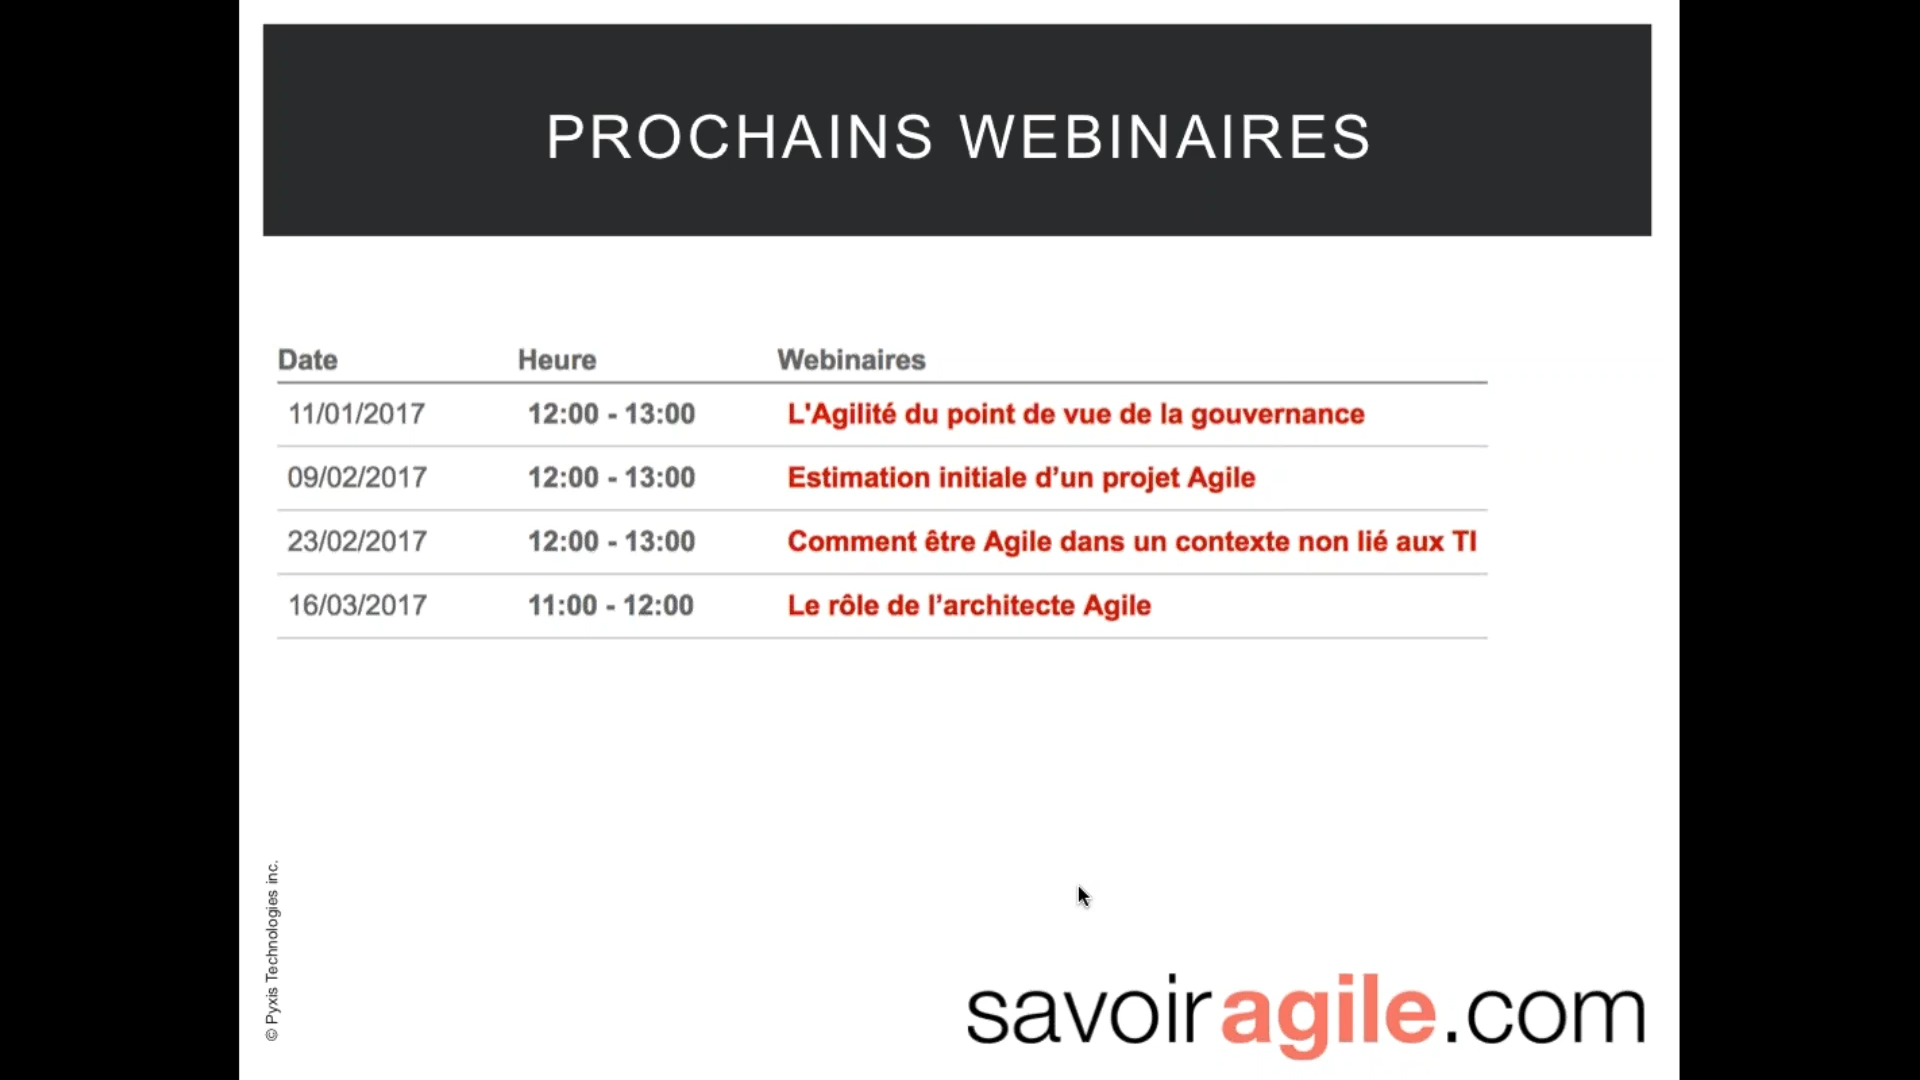 PROCHAINS WEBINAIRES
Date Heure Webinaires
11/01/2017 12:00 - 13:00 L'Agilité du point de vue de la gouvernance
09/02/2017 12:00 - 13:00 Estimation initiale d’un projet Agile
23/02/2017 12:00 - 13:00 Comment être Agile dans un contexte non lié aux TI
16/03/2017 11:00 - 12:00 Le rôle de l’architecte Agile
© Pyxis Technologies inc.
savoiragile.com